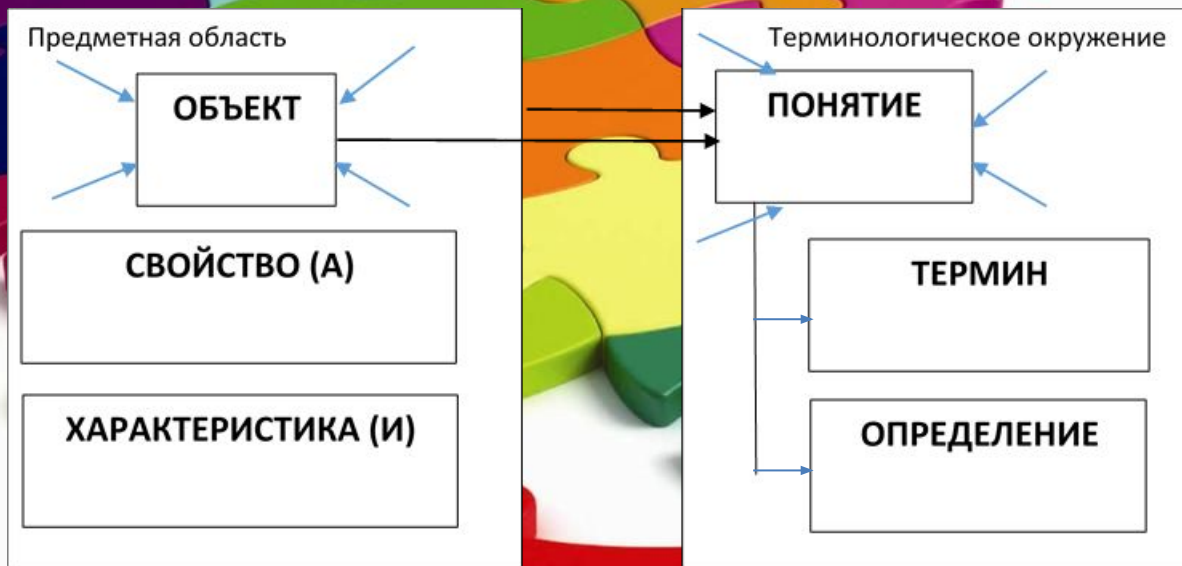 Предметная область
ОБЪЕКТ
СВОЙСТВО (А)
ХАРАКТЕРИСТИКА (И)
Терминологическое окружение
ПОНЯТИЕ
ТЕРМИН
ОПРЕДЕЛЕНИЕ